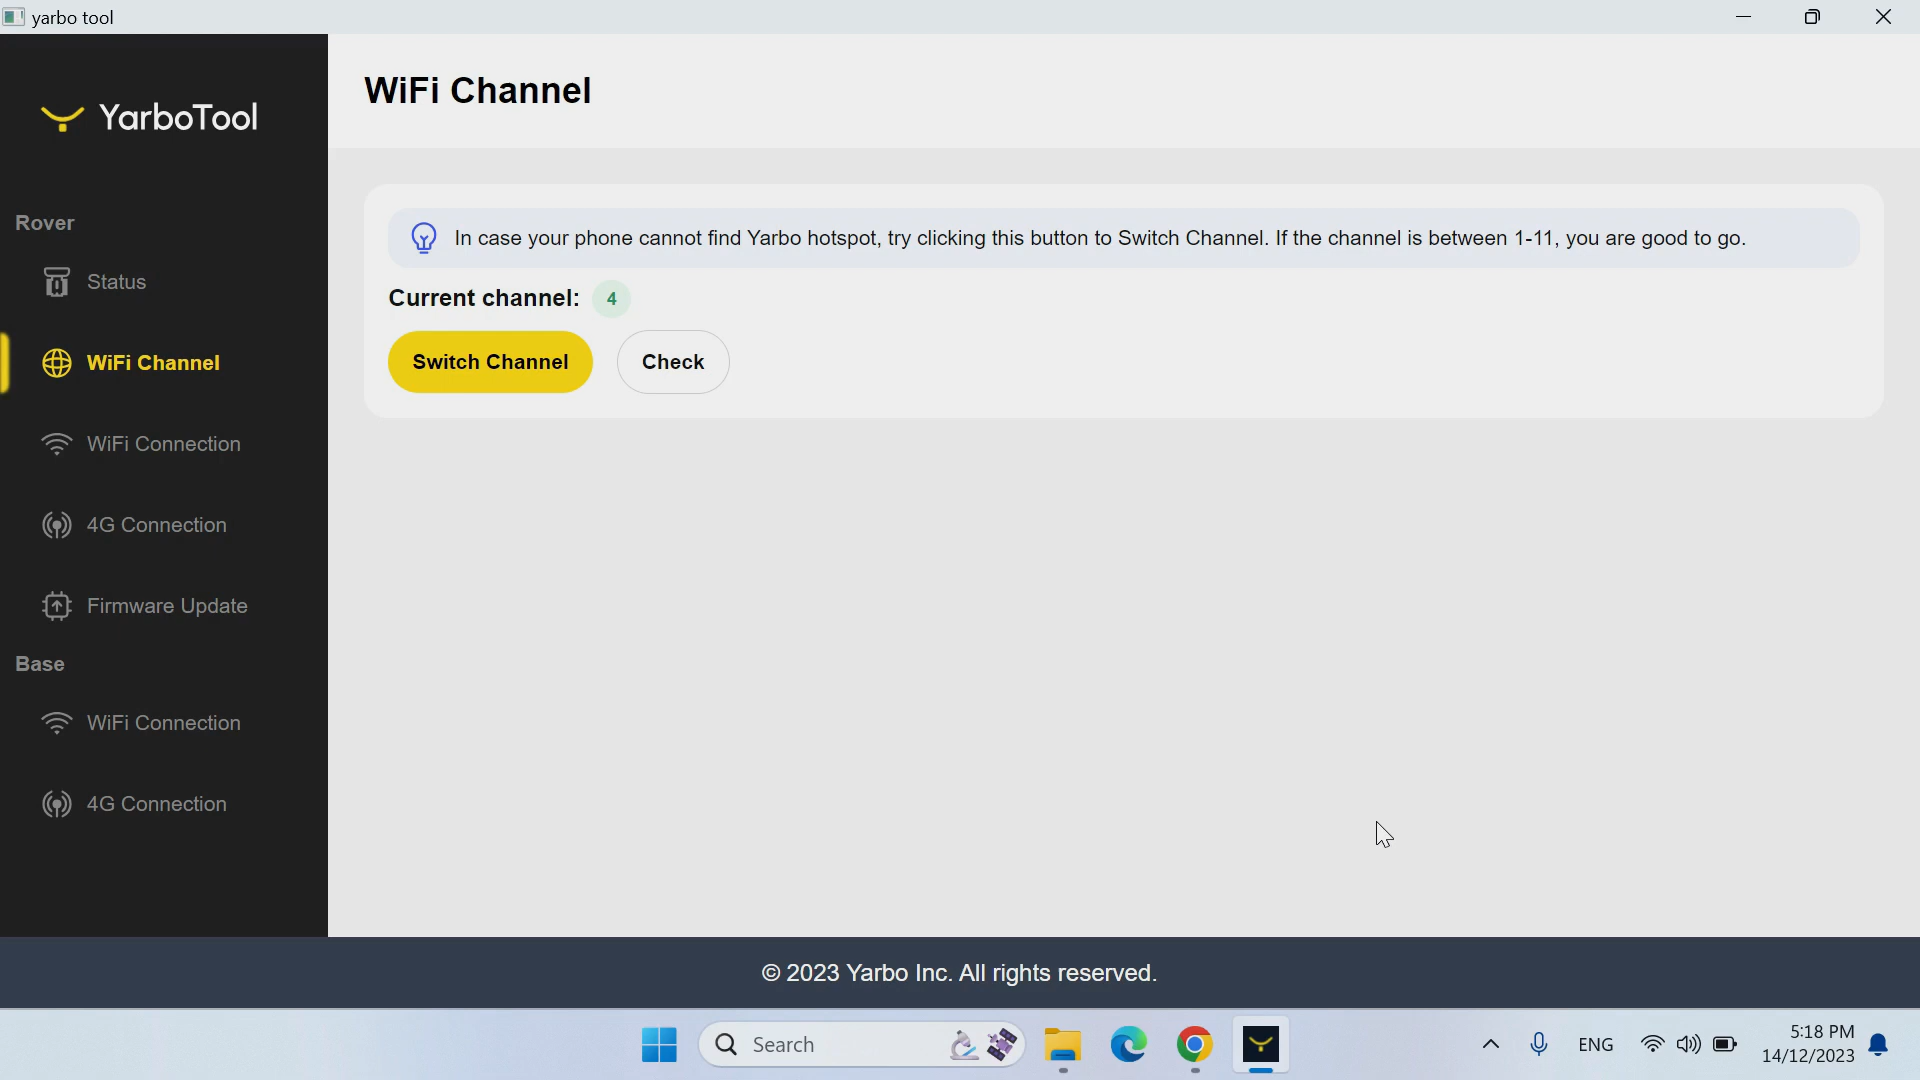 yarbo tool
YarboTool
WiFi Channel
Rover
Status
WiFi Channel
WiFi Connection
4G Connection
Firmware Update
Base
WiFi Connection
4G Connection
In case your phone cannot find Yarbo hotspot, try clicking this button to Switch Channel. If the channel is between 1-11, you are good to go.
Current channel: 4
Switch Channel Check
© 2023 Yarbo Inc. All rights reserved.
Search
ENG
5:18 PM
14/12/2023